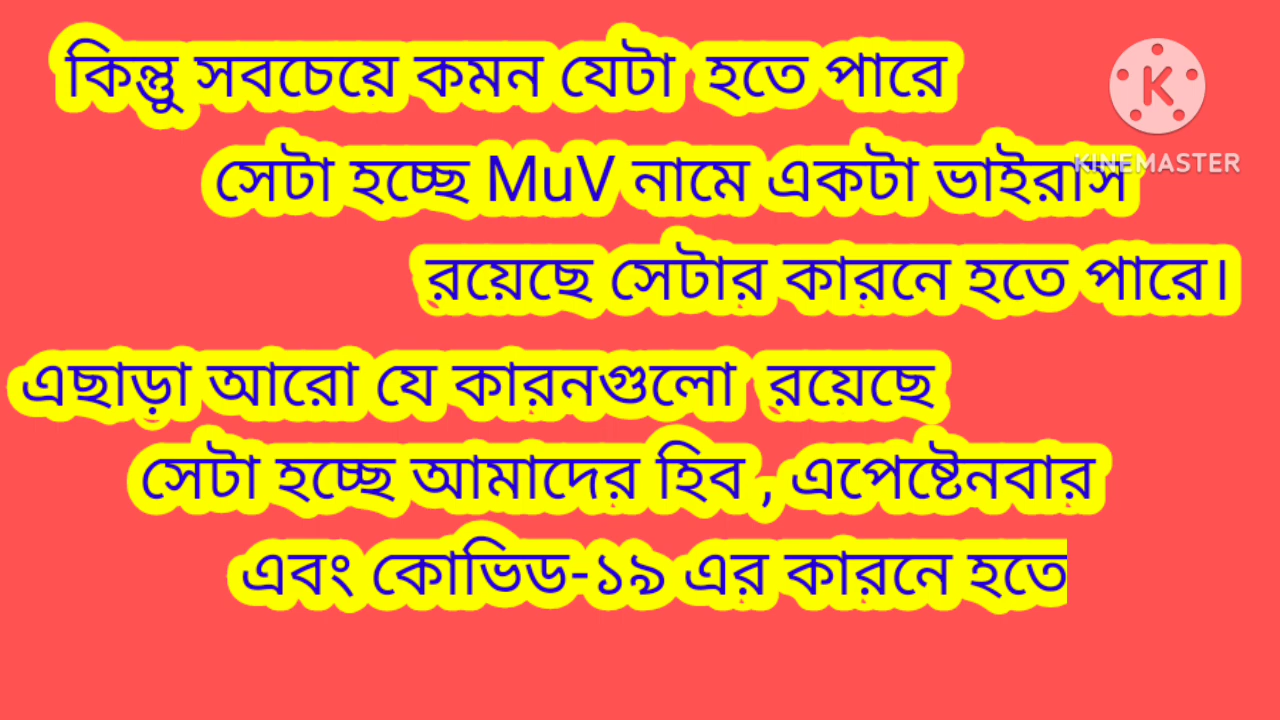 কিন্তু সবচেয়ে কমন যেটা হতে পারে
সেটা হচ্ছে MuV নামে একটা ভাইরাস
রয়েছে সেটার কারনে হতে পারে।
এছাড়া আরো যে কারনগুলো রয়েছে
সেটা হচ্ছে আমাদের হিব , এপেষ্টেনবার
এবং কোভিড-১৯ এর কারনে হতে
K
KINEMASTER